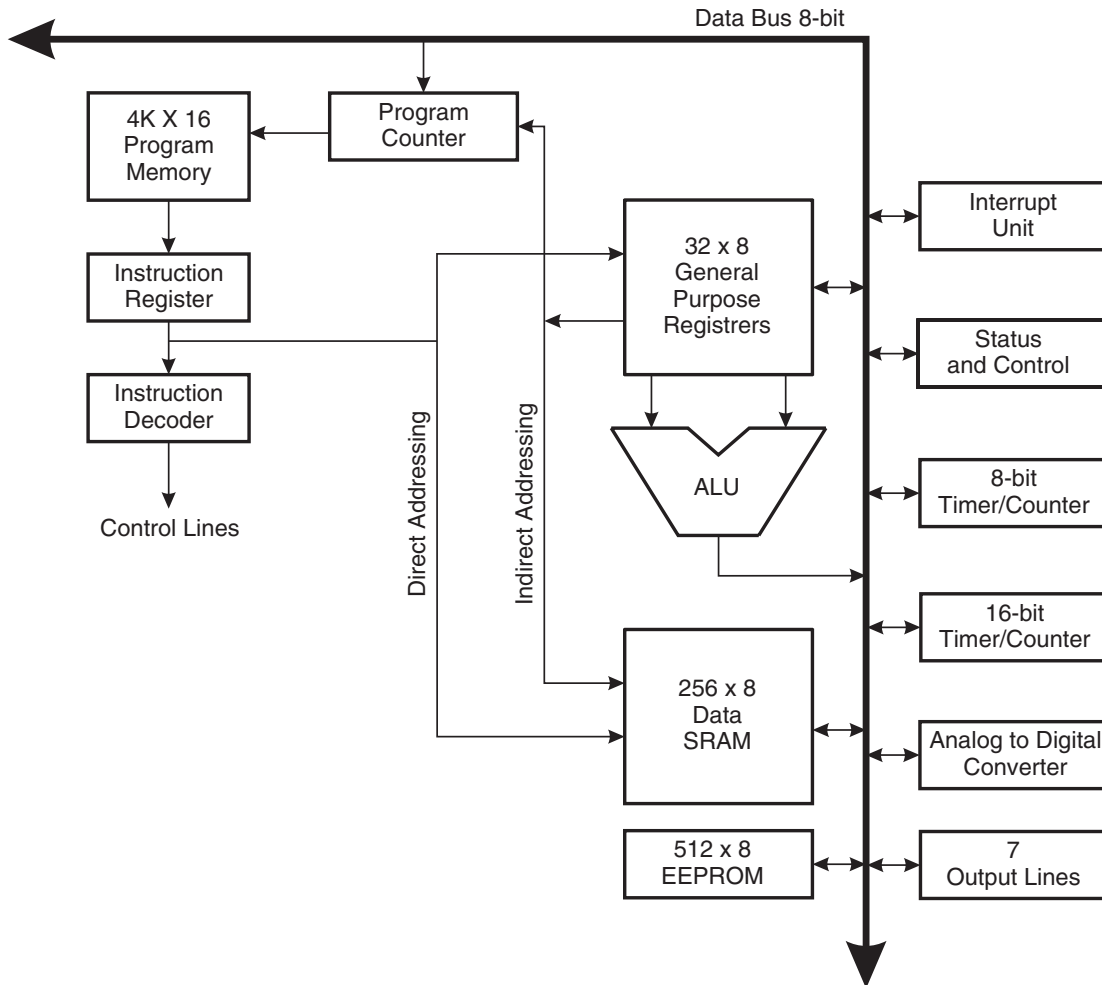 Data Bus 8-bit
4K X 16
Program
Memory
Program
Counter
Instruction
Register
Instruction
Decoder
Control Lines
Direct Addressing
Indirect Addressing
32 x 8
General
Purpose
Registrers
ALU
256 x 8
Data
SRAM
512 x 8
EEPROM
Interrupt
Unit
Status
and Control
8-bit
Timer/Counter
16-bit
Timer/Counter
Analog to Digital
Converter
7
Output Lines